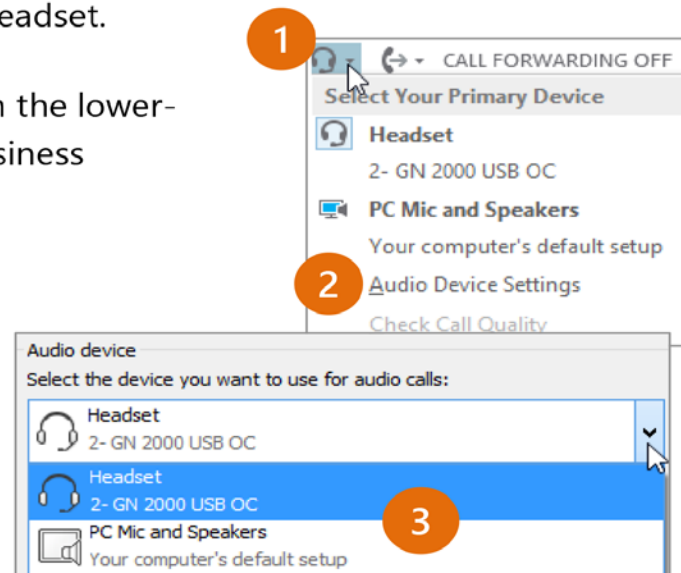 eadset.
the lower-
siness
1
CALL FORWARDING OFF
Select Your Primary Device
Headset
2- GN 2000 USB OC
PC Mic and Speakers
Your computer's default setup
2
Audio Device Settings
Check Call Quality
Audio device
Select the device you want to use for audio calls:
Headset
2- GN 2000 USB OC
Headset
2- GN 2000 USB OC
3
PC Mic and Speakers
Your computer's default setup